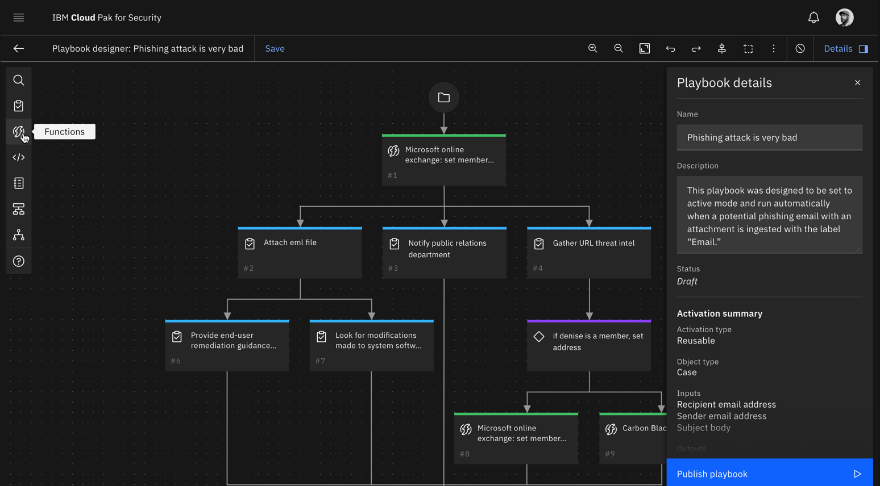 IBM Cloud Pak for Security
Playbook designer: Phishing attack is very bad
Save
Details
Functions
Microsoft online
exchange: set member...
#1
Attach eml file
#2
Notify public relations
department
#3
Gather URL threat intel
#4
Provide end-user
remediation guidance...
#6
Look for modifications
made to system softw...
#7
if denise is a member, set
address
Microsoft online
exchange: set member...
#8
Carbon Blac
#9
Playbook details
Name
Phishing attack is very bad
Description
This playbook was designed to be set to
active mode and run automatically
when a potential phishing email with an
attachment is ingested with the label
“Email.”
Status
Draft
Activation summary
Activation type
Reusable
Object type
Case
Inputs
Recipient email address
Sender email address
Subject body
Outputs
Publish playbook